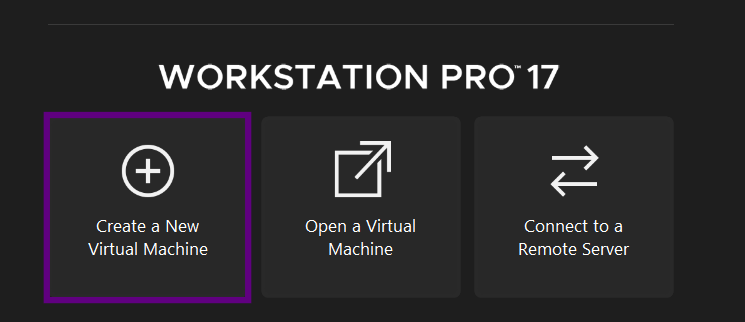 WORKSTATION PRO™ 17
Create a New
Virtual Machine
Open a Virtual
Machine
Connect to a
Remote Server